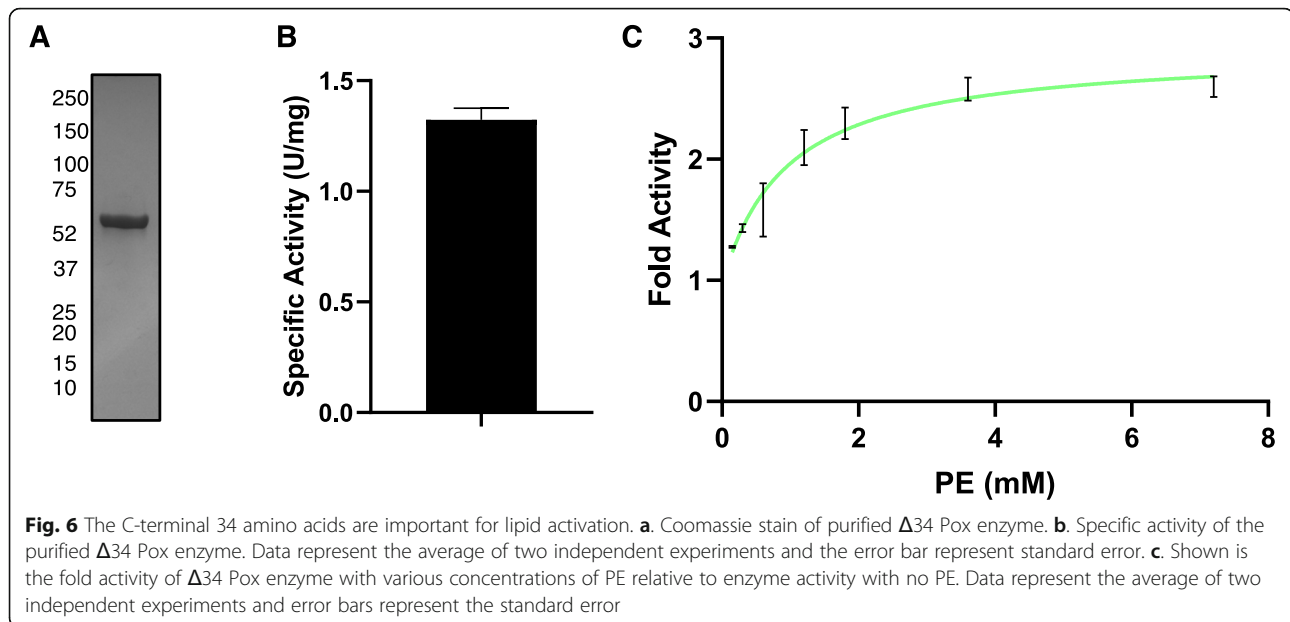 A
250
150
100
75
52
37
25
20
15
10
B
Specific Activity (U/mg)
1.5
1.0
0.5
0.0
C
Fold Activity
3
2
1
0
0 2 4 6 8
PE (mM)
Fig. 6 The C-terminal 34 amino acids are important for lipid activation. a. Coomassie stain of purified Δ34 Pox enzyme. b. Specific activity of the
purified Δ34 Pox enzyme. Data represent the average of two independent experiments and the error bar represent standard error. c. Shown is
the fold activity of Δ34 Pox enzyme with various concentrations of PE relative to enzyme activity with no PE. Data represent the average of two
independent experiments and error bars represent the standard error